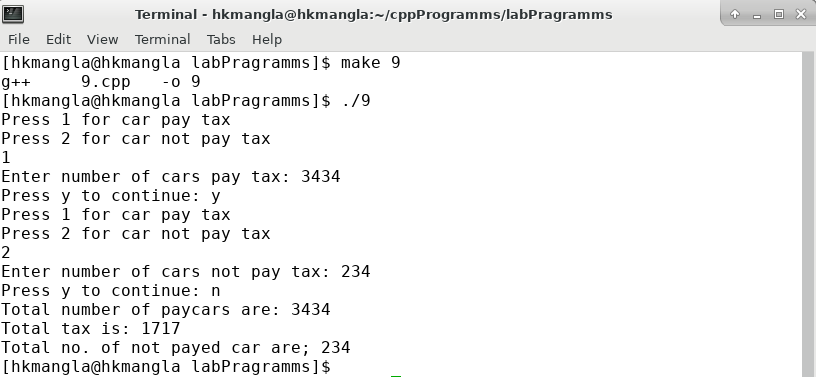 Terminal - hkmangla@hkmangla:~/cppProgramms/labPragramms
File Edit View Terminal Tabs Help
[hkmangla@hkmangla labPragramms]$ make 9
g++     9.cpp   -o 9
[hkmangla@hkmangla labPragramms]$ ./9
Press 1 for car pay tax
Press 2 for car not pay tax
1
Enter number of cars pay tax: 3434
Press y to continue: y
Press 1 for car pay tax
Press 2 for car not pay tax
2
Enter number of cars not pay tax: 234
Press y to continue: n
Total number of paycars are: 3434
Total tax is: 1717
Total no. of not payed car are; 234
[hkmangla@hkmangla labPragramms]$